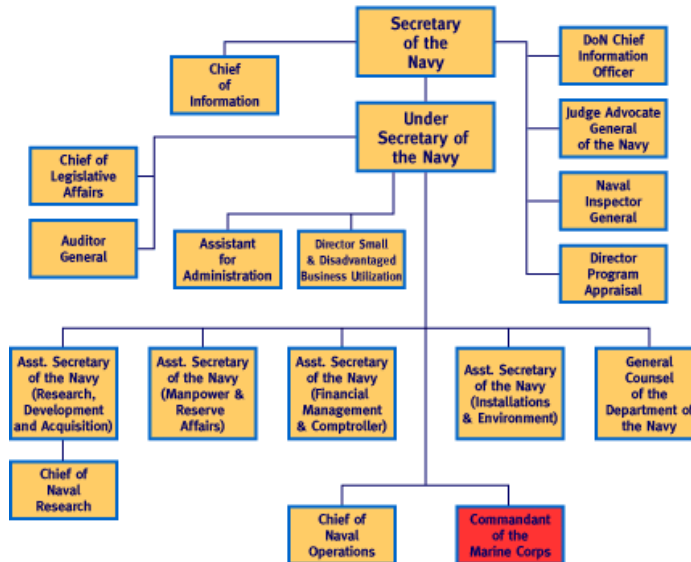 Secretary
of the
Navy
Chief
of
Information
DoN Chief
Information
Officer
Under
Secretary of
the Navy
Judge Advocate
General
of the Navy
Chief of
Legislative
Affairs
Naval
Inspector
General
Auditor
General
Assistant
for
Administration
Director Small
& Disadvantaged
Business Utilization
Director
Program
Appraisal
Asst. Secretary
of the Navy
(Research,
Development
and Acquisition)
Asst. Secretary
of the Navy
(Manpower &
Reserve
Affairs)
Asst. Secretary
of the Navy
(Financial
Management
& Comptroller)
Asst. Secretary
of the Navy
(Installations
& Environment)
General
Counsel
of the
Department of
the Navy
Chief of
Naval
Research
Chief of
Naval
Operations
Commandant
of the
Marine Corps